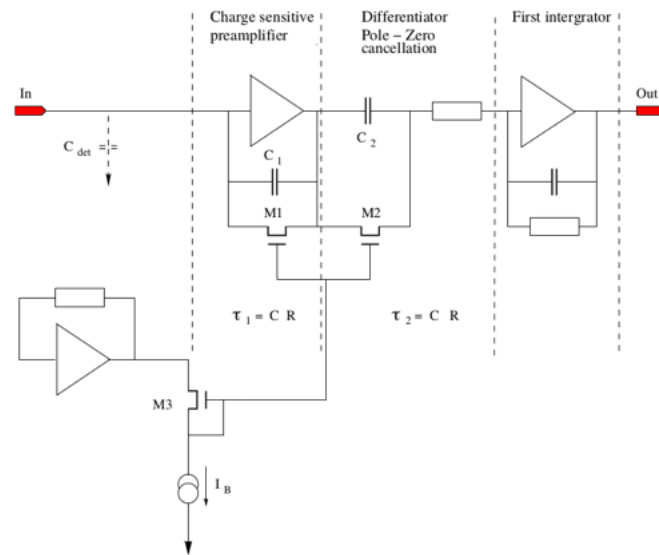 Charge sensitive
preamplifier
Differentiator
Pole – Zero
cancellation
First intergrator
In
Out
C det
C 1
C 2
M1
M2
τ 1 = C R
τ 2 = C R
M3
I B